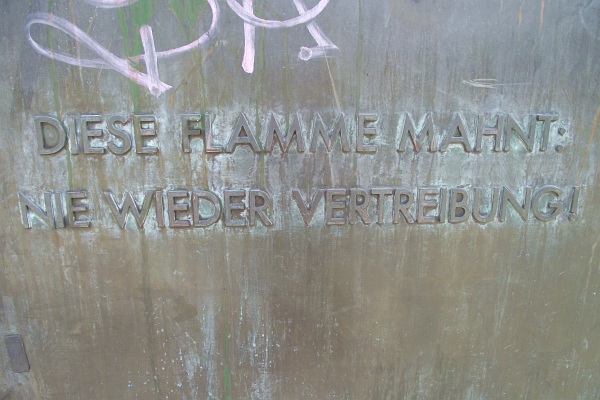 DIESE FLAMME MAHNT:
NIE WIEDER VERTREIBUNG!